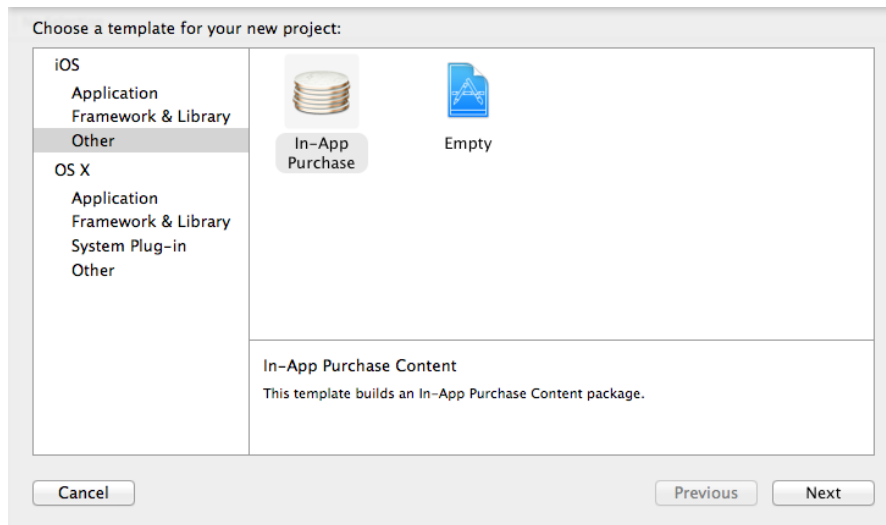 Choose a template for your new project:
iOS
Application
Framework & Library
Other
OS X
Application
Framework & Library
System Plug-in
Other
In-App
Purchase
Empty
In-App Purchase Content
This template builds an In-App Purchase Content package.
Cancel
Previous
Next